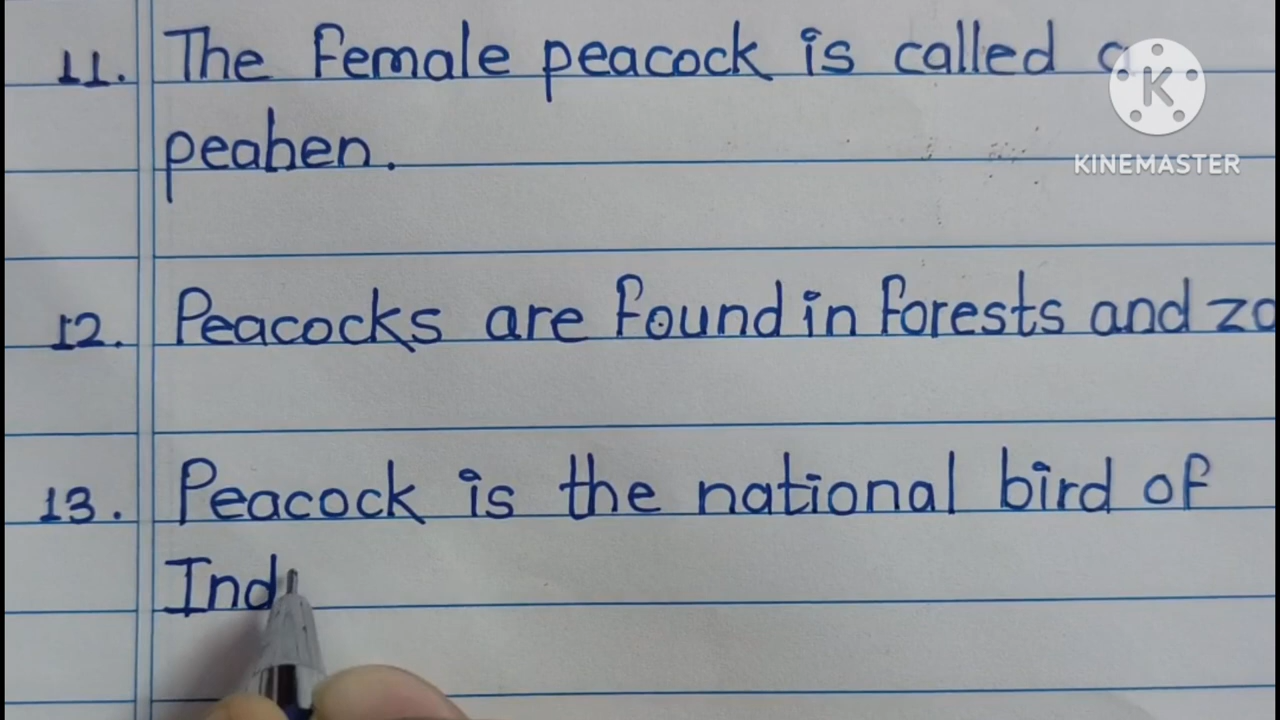 11. The female peacock is called a
peahen.
12. Peacocks are found in forests and zo
13. Peacock is the national bird of
Ind
KINEMASTER